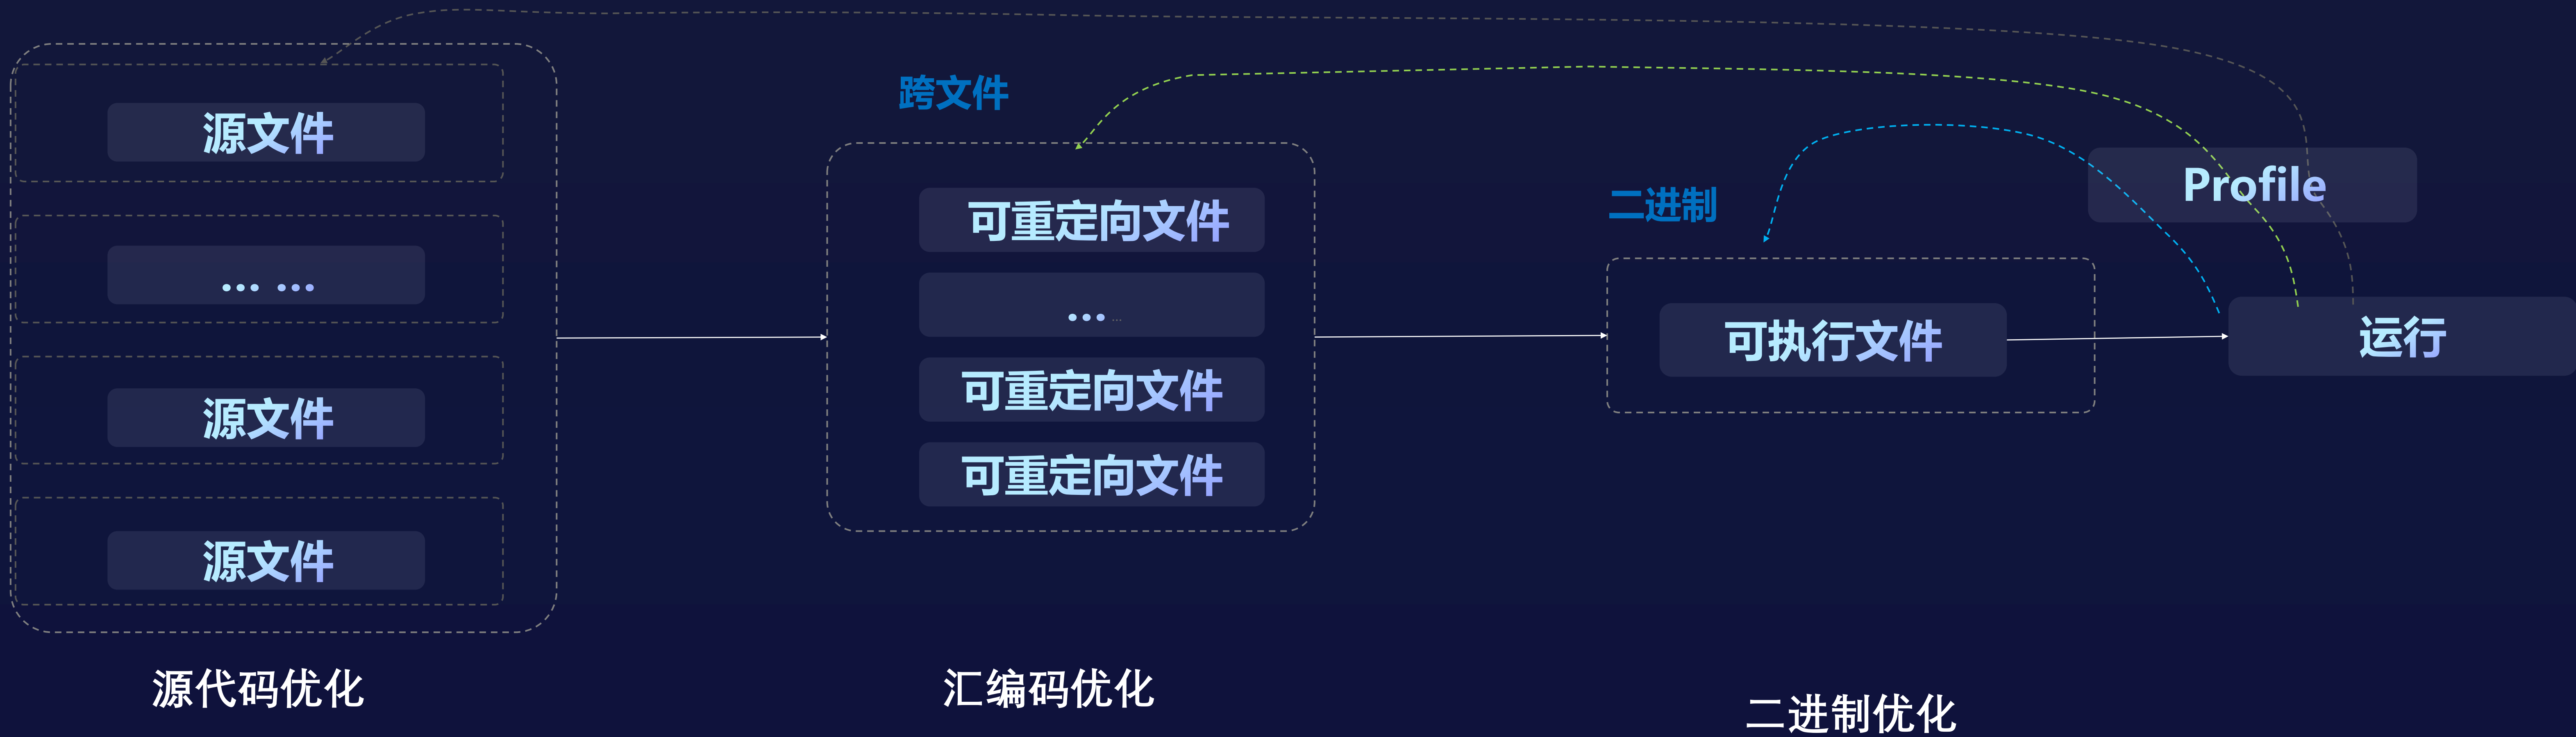 源文件
... ...
源文件
源文件
源代码优化
跨文件
可重定向文件
... ...
可重定向文件
可重定向文件
汇编码优化
二进制
可执行文件
二进制优化
Profile
运行